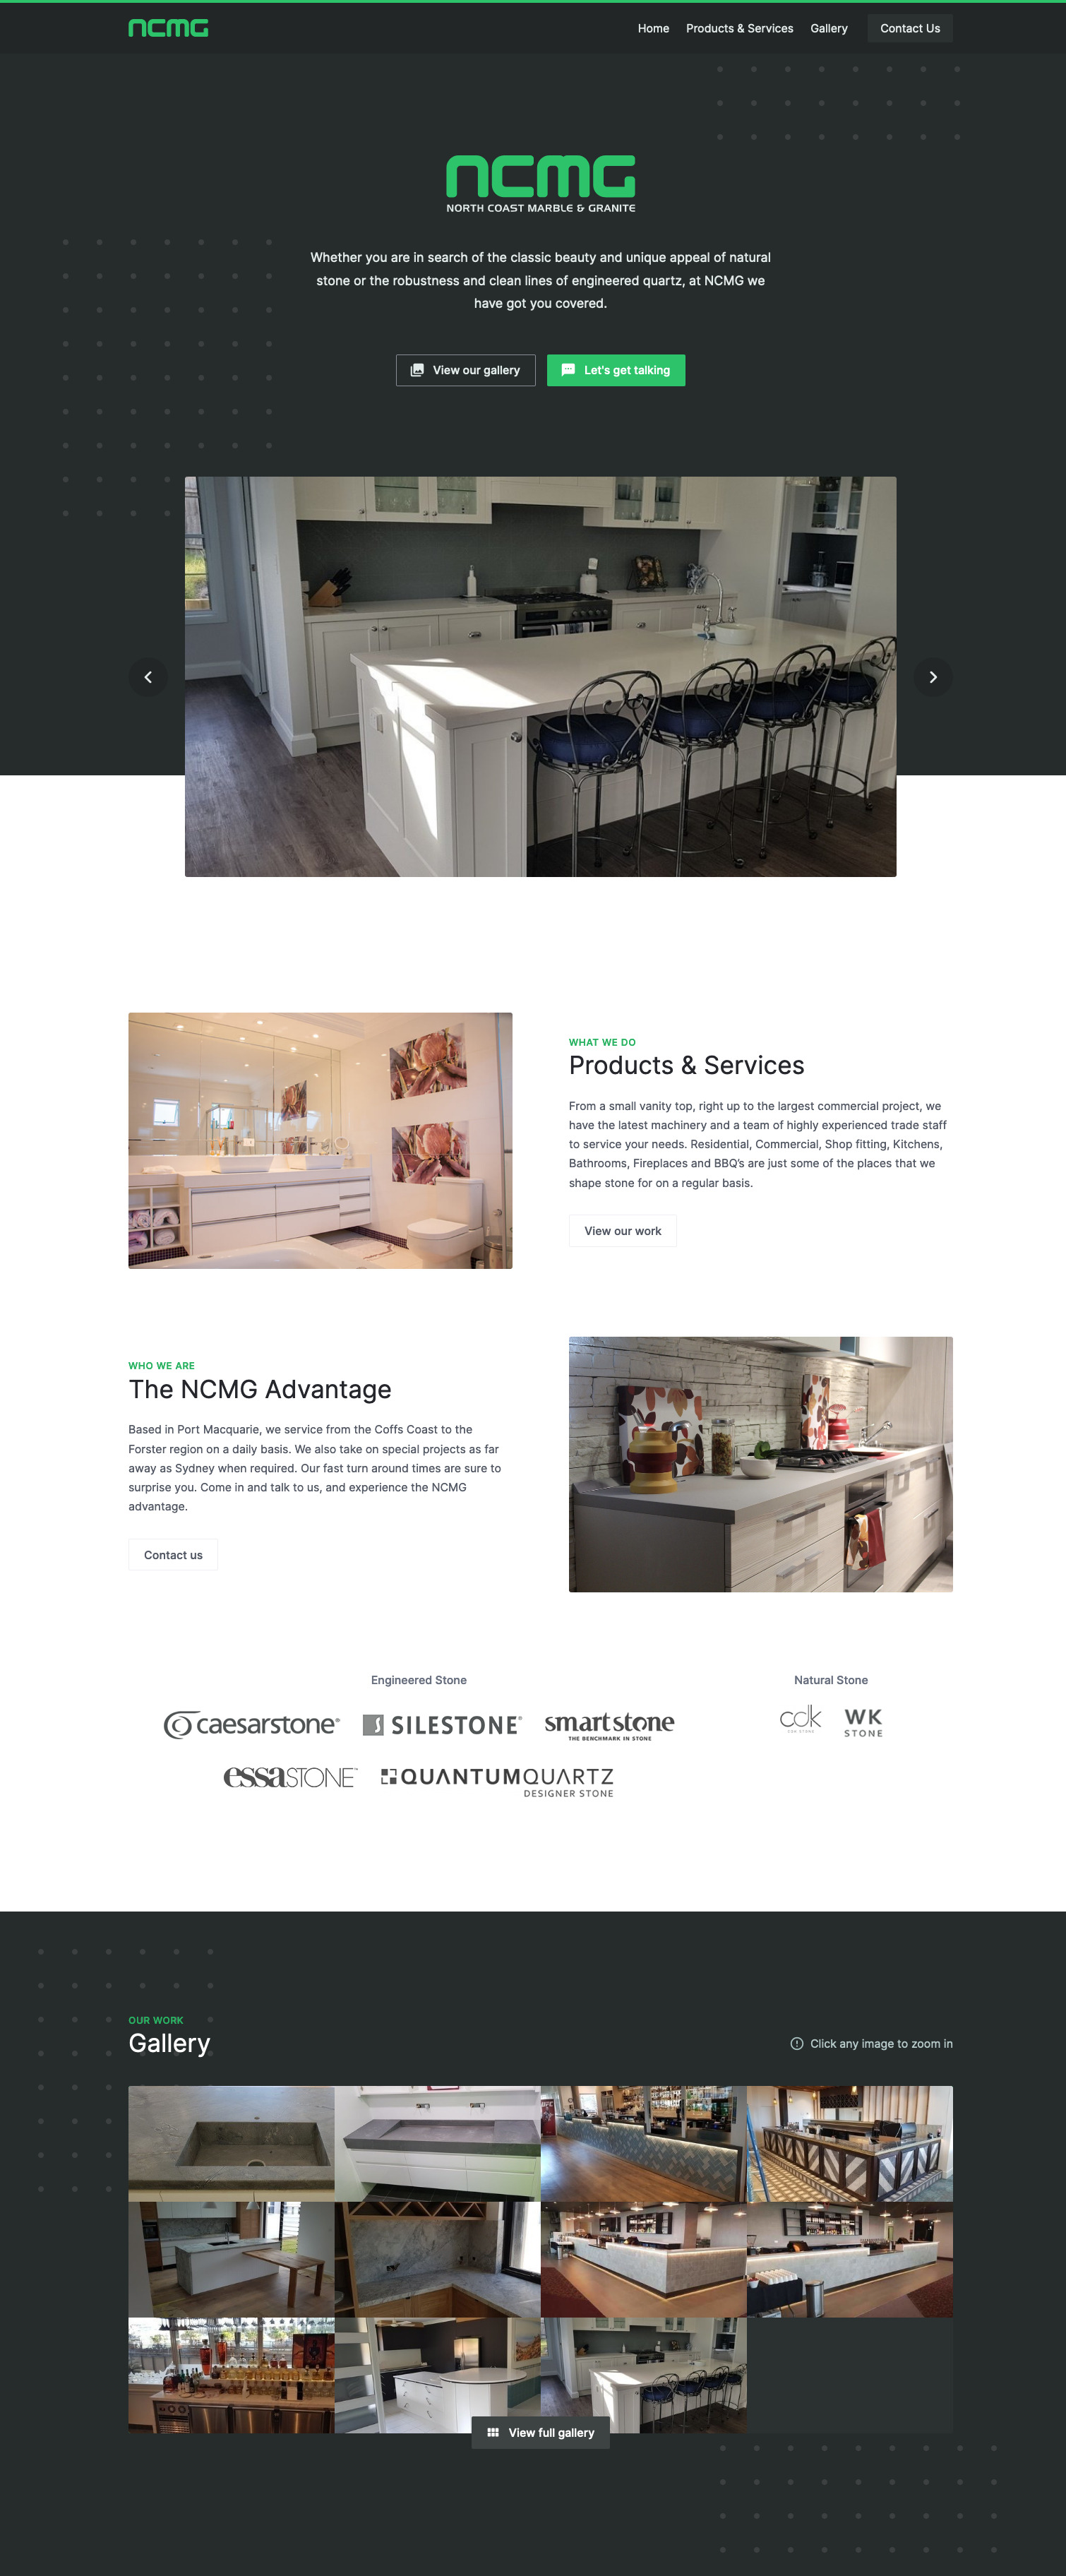 ncmg
Home Products & Services Gallery Contact Us
ncmg
NORTH COAST MARBLE & GRANITE
Whether you are in search of the classic beauty and unique appeal of natural
stone or the robustness and clean lines of engineered quartz, at NCMG we
have got you covered.
View our gallery
Let's get talking
WHAT WE DO
Products & Services
From a small vanity top, right up to the largest commercial project, we
have the latest machinery and a team of highly experienced trade staff
to service your needs. Residential, Commercial, Shop fitting, Kitchens,
Bathrooms, Fireplaces and BBQ's are just some of the places that we
shape stone for on a regular basis.
View our work
WHO WE ARE
The NCMG Advantage
Based in Port Macquarie, we service from the Coffs Coast to the
Forster region on a daily basis. We also take on special projects as far
away as Sydney when required. Our fast turn around times are sure to
surprise you. Come in and talk to us, and experience the NCMG
advantage.
Contact us
Engineered Stone
caesarstone®
SILESTONE®
smartstone
THE BENCHMARK IN STONE
essaSTONE™
QUANTUMQUARTZ
DESIGNER STONE
Natural Stone
cdk
CDK STONE
WK
STONE
OUR WORK
Gallery
Click any image to zoom in
View full gallery